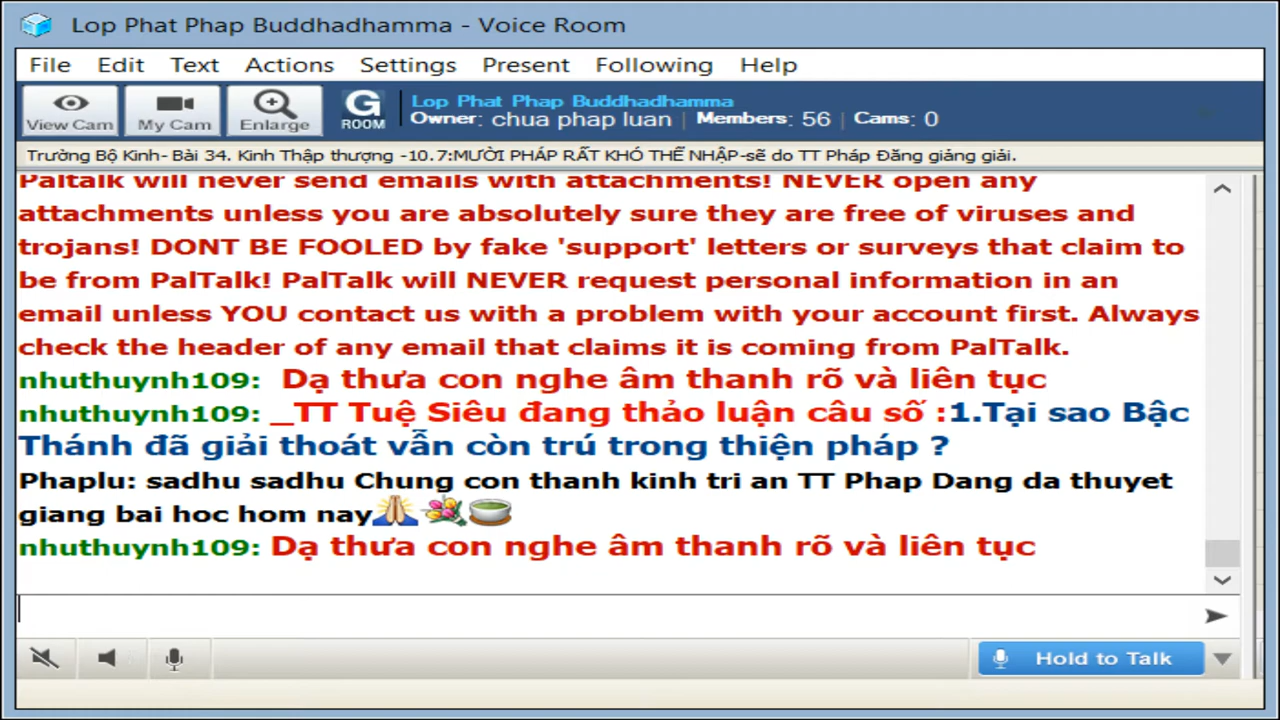 Lop Phat Phap Buddhadhamma - Voice Room
File Edit Text Actions Settings Present Following Help
View Cam My Cam Enlarge G ROOM
Lop Phat Phap Buddhadhamma
Owner: chua phap luan | Members: 56 | Cams: 0
Trường Bộ Kinh- Bài 34. Kinh Thập thượng -10.7:MƯỜI PHÁP RẤT KHÓ THỂ NHẬP-sẽ do TT Pháp Đăng giảng giải.
Paltalk will never send emails with attachments! NEVER open any
attachments unless you are absolutely sure they are free of viruses and
trojans! DONT BE FOOLED by fake 'support' letters or surveys that claim to
be from PalTalk! PalTalk will NEVER request personal information in an
email unless YOU contact us with a problem with your account first. Always
check the header of any email that claims it is coming from PalTalk.
nhuthuynh109: Dạ thưa con nghe âm thanh rõ và liên tục
nhuthuynh109: _TT Tuệ Siêu đang thảo luận câu số :1.Tại sao Bậc
Thánh đã giải thoát vẫn còn trú trong thiện pháp ?
Phaplu: sadhu sadhu Chung con thanh kinh tri an TT Phap Dang da thuyet
giang bai hoc hom nay
nhuthuynh109: Dạ thưa con nghe âm thanh rõ và liên tục
Hold to Talk